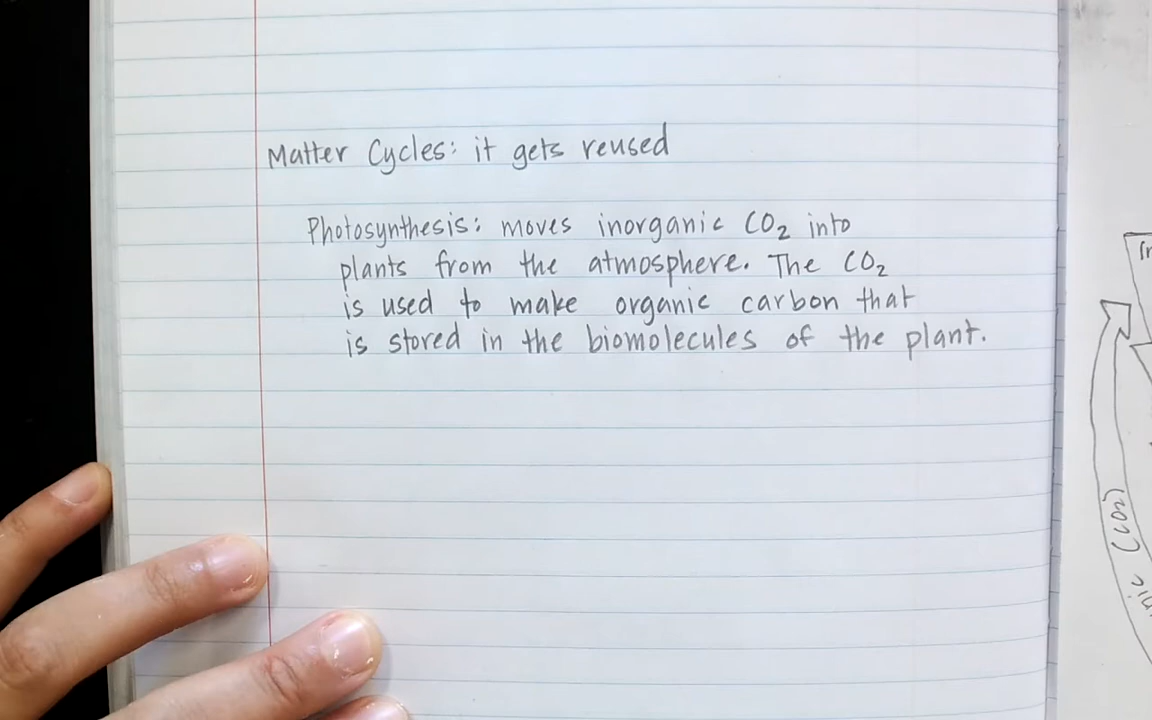 Matter Cycles: it gets reused
Photosynthesis: moves inorganic CO₂ into
plants from the atmosphere. The CO₂
is used to make organic carbon that
is stored in the biomolecules of the plant.
(CO₂)